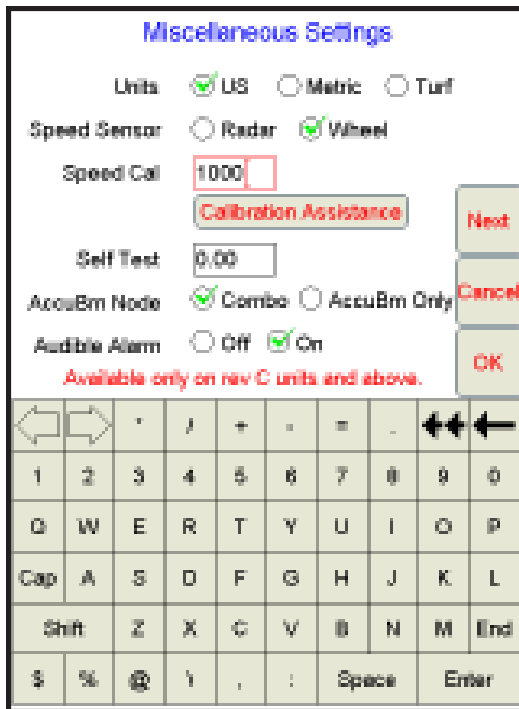 Miscellaneous Settings
Units US Metric Turf
Speed Sensor Radar Wheel
Speed Cal 1000
Calibration Assistance
Next
Self Test 0.00
Cancel
AccuBm Node Combo AccuBm Only
Audible Alarm Off On
OK
Available only on rev C units and above.
* / + - = _
1 2 3 4 5 6 7 8 9 0
Q W E R T Y U I O P
Cap A S D F G H J K L
Shift Z X C V B N M End
$ % @ \ , : Space Enter